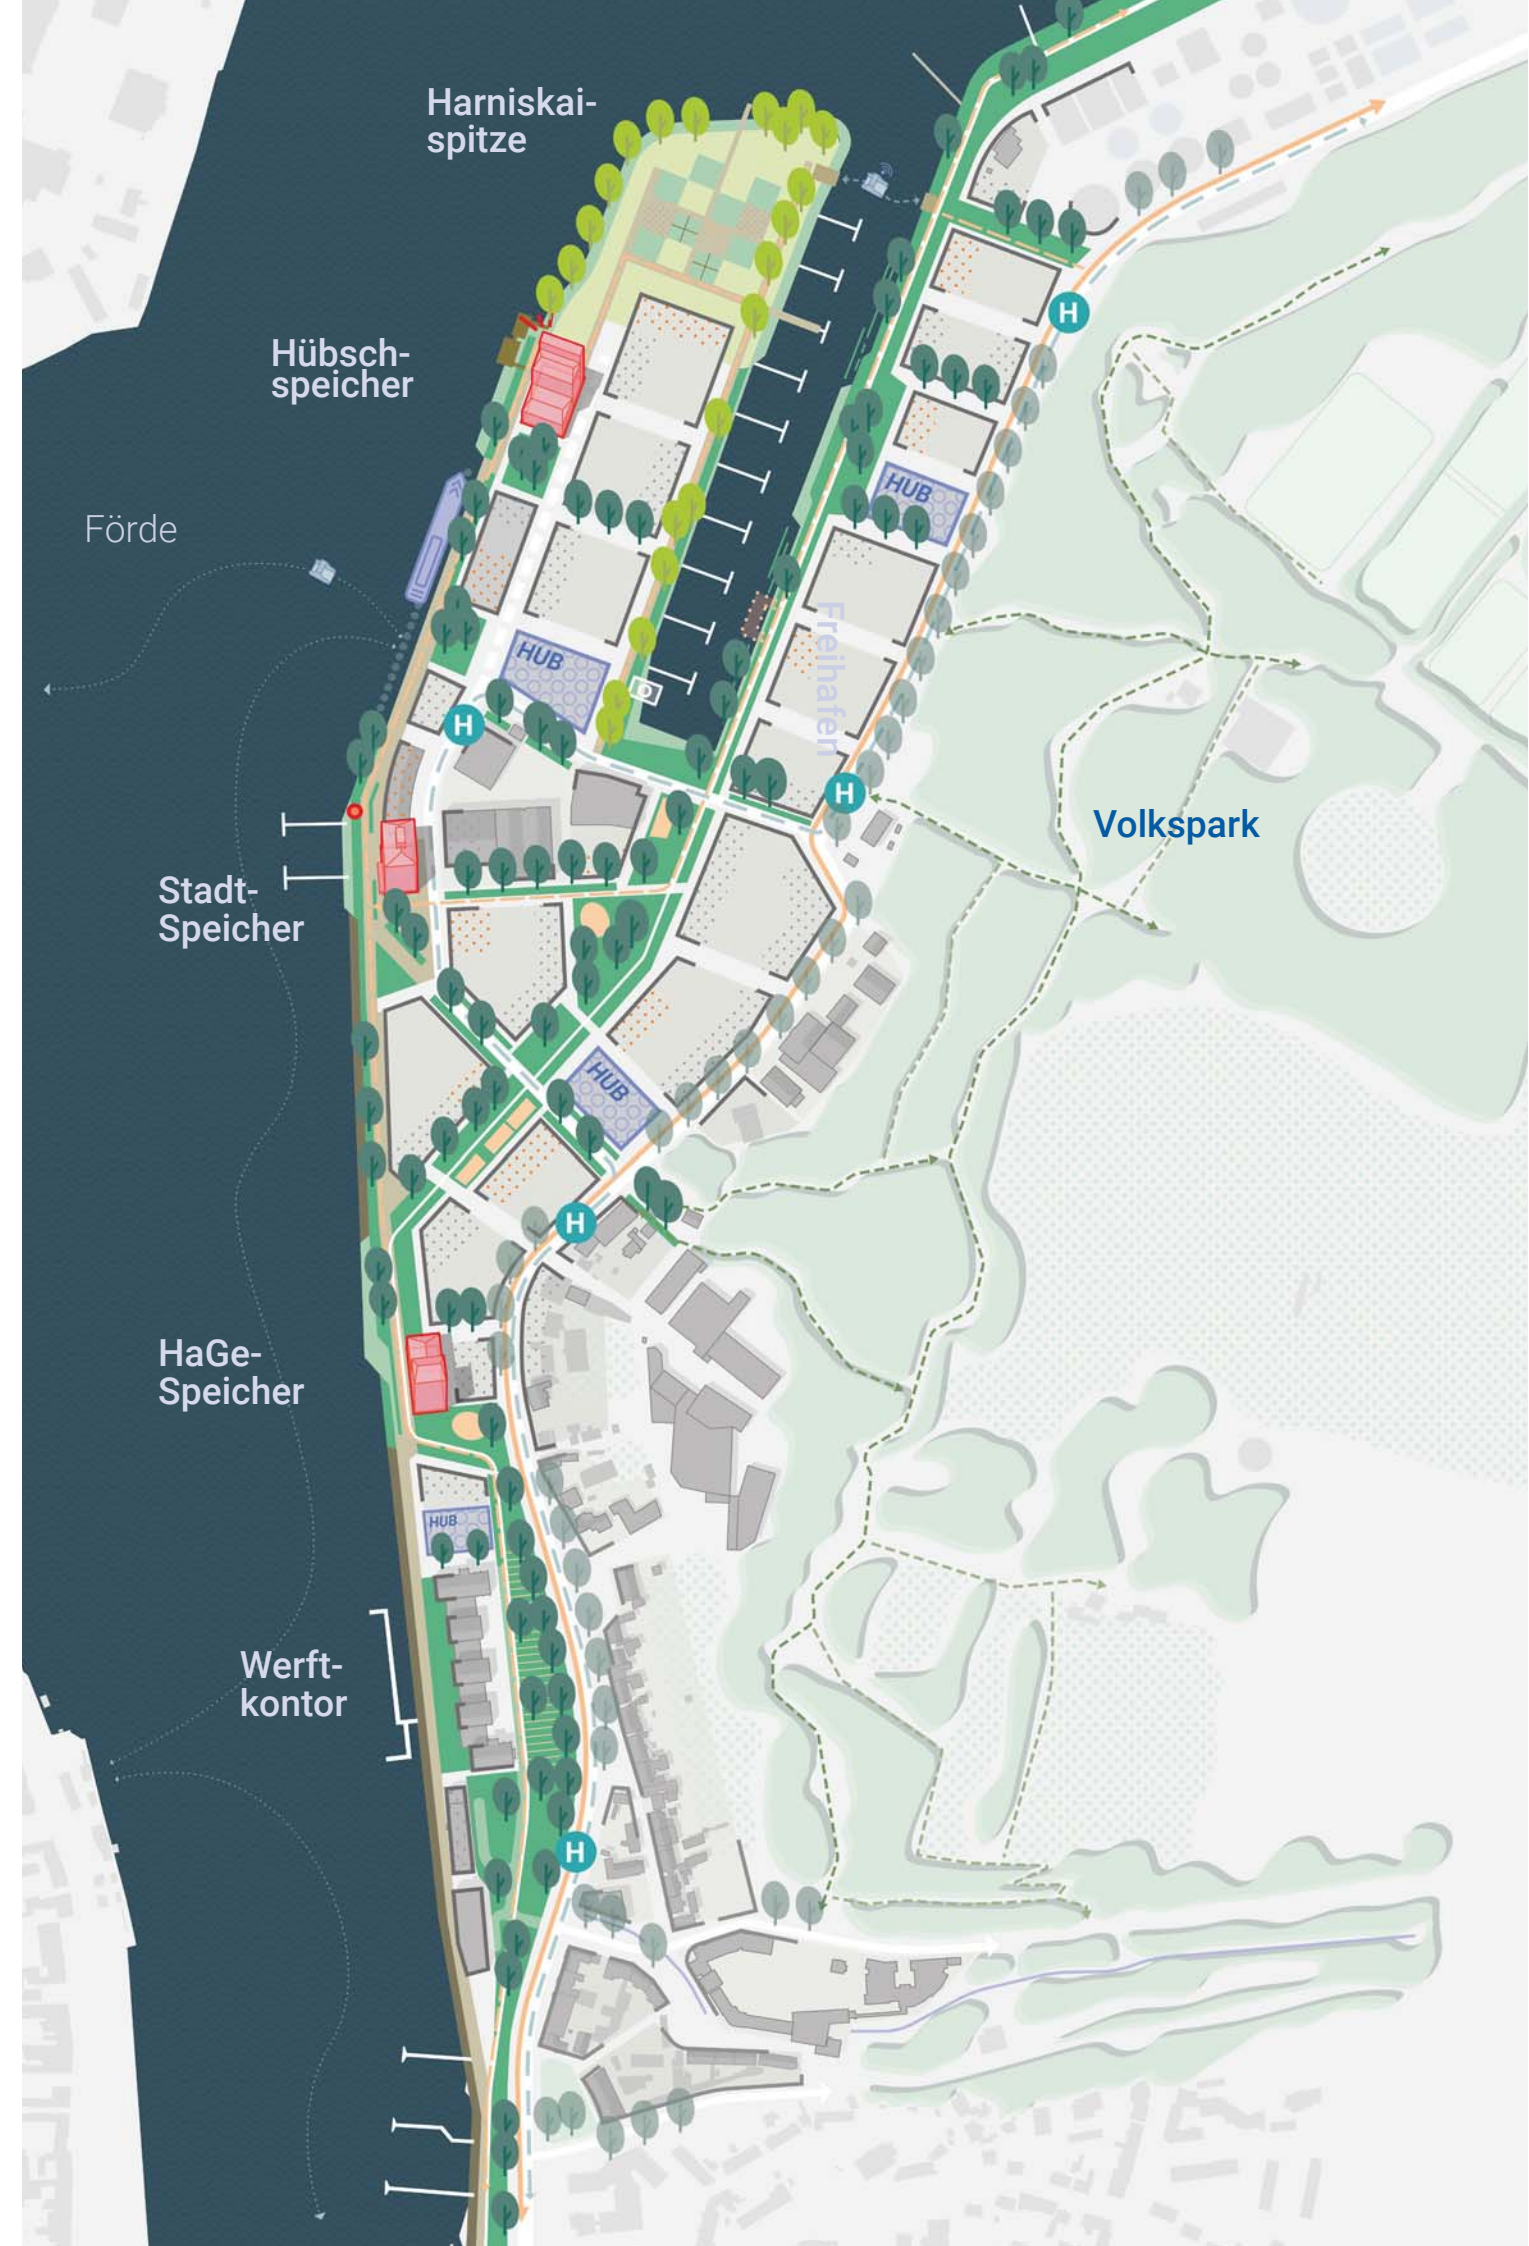 Harniskai-
spitze
H
Hübsch-
speicher
HUB
Förde
Freihafen
HUB
H
H
Volkspark
Stadt-
Speicher
HUB
H
HaGe-
Speicher
HUB
Werft-
kontor
H